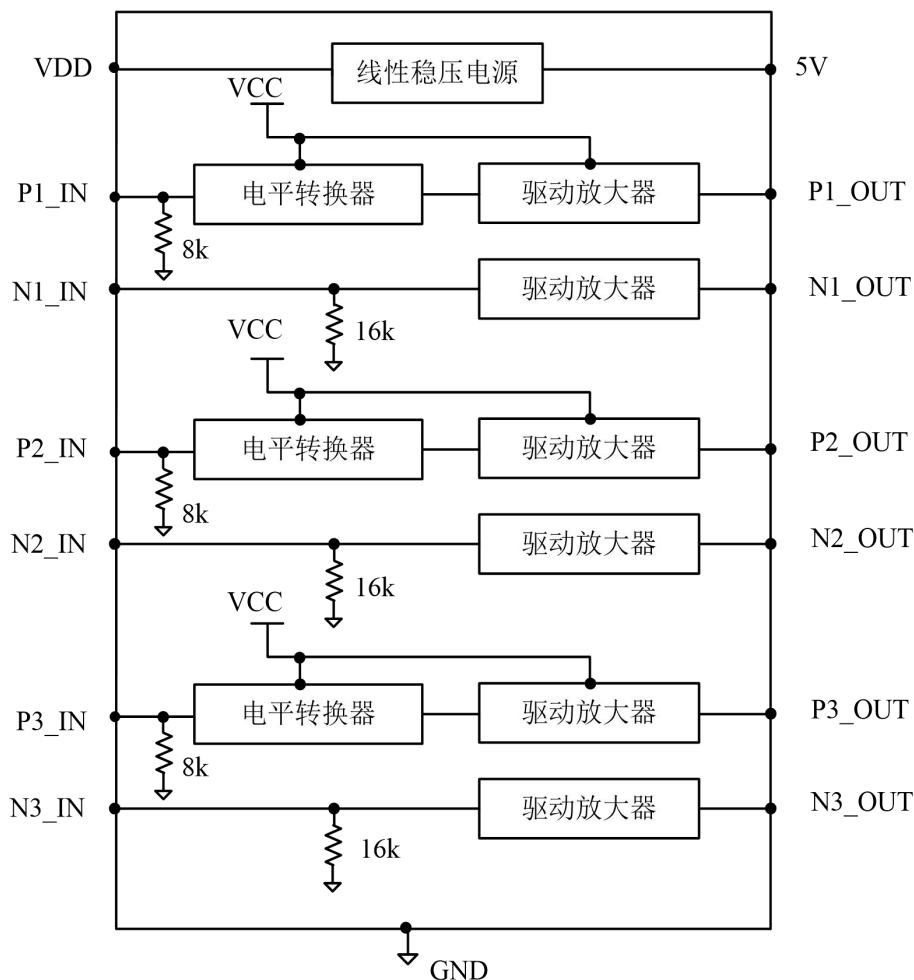 VDD 线性稳压电源 5V
VCC
P1_IN 电平转换器 驱动放大器 P1_OUT
8k
N1_IN 驱动放大器 N1_OUT
16k
VCC
P2_IN 电平转换器 驱动放大器 P2_OUT
8k
N2_IN 驱动放大器 N2_OUT
16k
VCC
P3_IN 电平转换器 驱动放大器 P3_OUT
8k
N3_IN 驱动放大器 N3_OUT
16k
GND